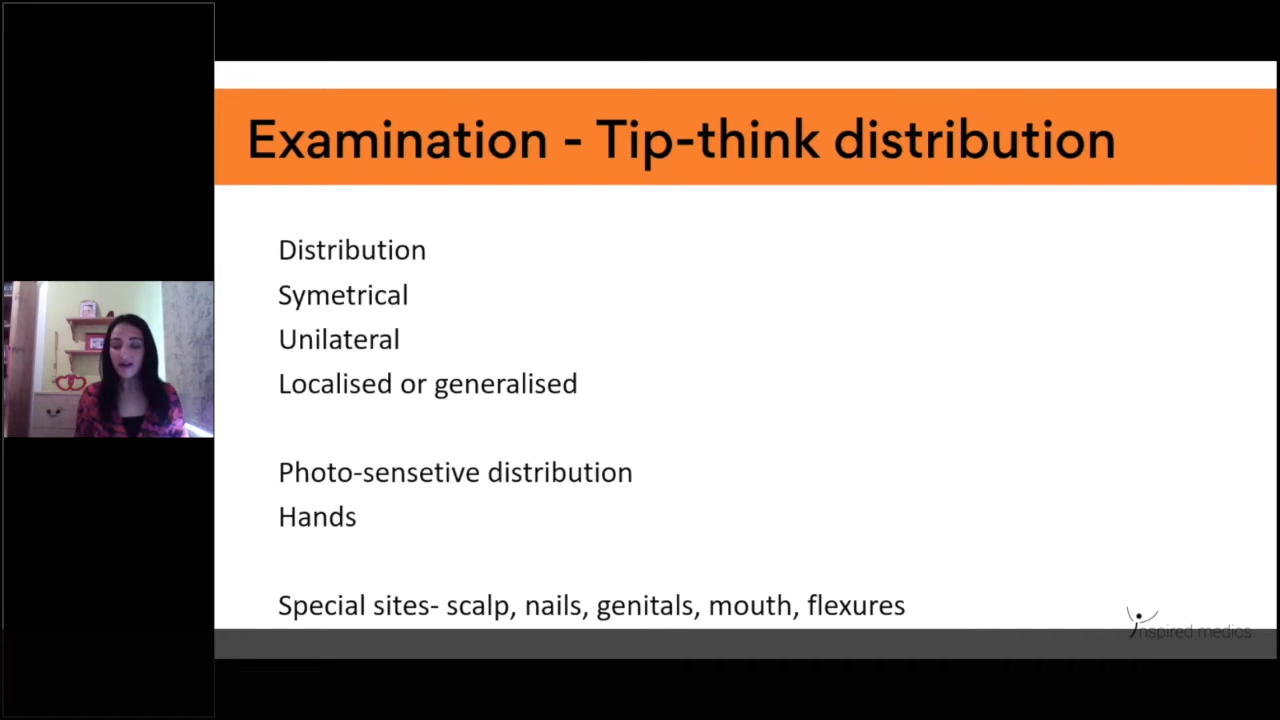 Examination - Tip-think distribution
Distribution
Symetrical
Unilateral
Localised or generalised
Photo-sensetive distribution
Hands
Special sites- scalp, nails, genitals, mouth, flexures
inspired medics